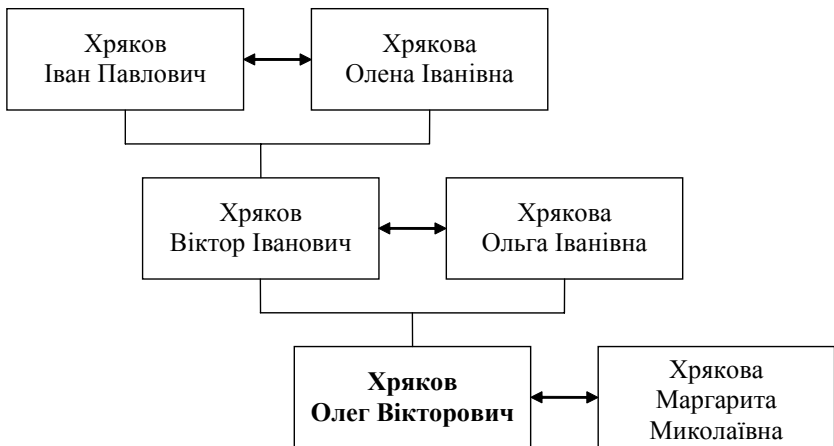 Хряков
Іван Павлович
Хрякова
Олена Іванівна
Хряков
Віктор Іванович
Хрякова
Ольга Іванівна
Хряков
Олег Вікторович
Хрякова
Маргарита
Миколаївна